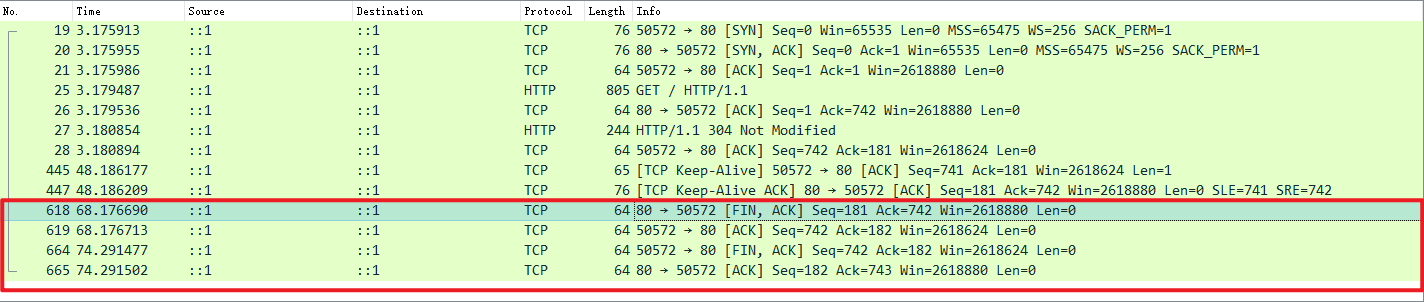 No. Time Source Destination Protocol Length Info
19 3.175913 ::1 ::1 TCP 76 50572 → 80 [SYN] Seq=0 Win=65535 Len=0 MSS=65475 WS=256 SACK_PERM=1
20 3.175955 ::1 ::1 TCP 76 80 → 50572 [SYN, ACK] Seq=0 Ack=1 Win=65535 Len=0 MSS=65475 WS=256 SACK_PERM=1
21 3.175986 ::1 ::1 TCP 64 50572 → 80 [ACK] Seq=1 Ack=1 Win=2618880 Len=0
25 3.179487 ::1 ::1 HTTP 805 GET / HTTP/1.1
26 3.179536 ::1 ::1 TCP 64 80 → 50572 [ACK] Seq=1 Ack=742 Win=2618880 Len=0
27 3.180854 ::1 ::1 HTTP 244 HTTP/1.1 304 Not Modified
28 3.180894 ::1 ::1 TCP 64 50572 → 80 [ACK] Seq=742 Ack=181 Win=2618624 Len=0
445 48.186177 ::1 ::1 TCP 65 [TCP Keep-Alive] 50572 → 80 [ACK] Seq=741 Ack=181 Win=2618624 Len=1
447 48.186209 ::1 ::1 TCP 76 [TCP Keep-Alive ACK] 80 → 50572 [ACK] Seq=181 Ack=742 Win=2618880 Len=0 SLE=741 SRE=742
618 68.176690 ::1 ::1 TCP 64 80 → 50572 [FIN, ACK] Seq=181 Ack=742 Win=2618880 Len=0
619 68.176713 ::1 ::1 TCP 64 50572 → 80 [ACK] Seq=742 Ack=182 Win=2618624 Len=0
664 74.291477 ::1 ::1 TCP 64 50572 → 80 [FIN, ACK] Seq=742 Ack=182 Win=2618624 Len=0
665 74.291502 ::1 ::1 TCP 64 80 → 50572 [ACK] Seq=182 Ack=743 Win=2618880 Len=0